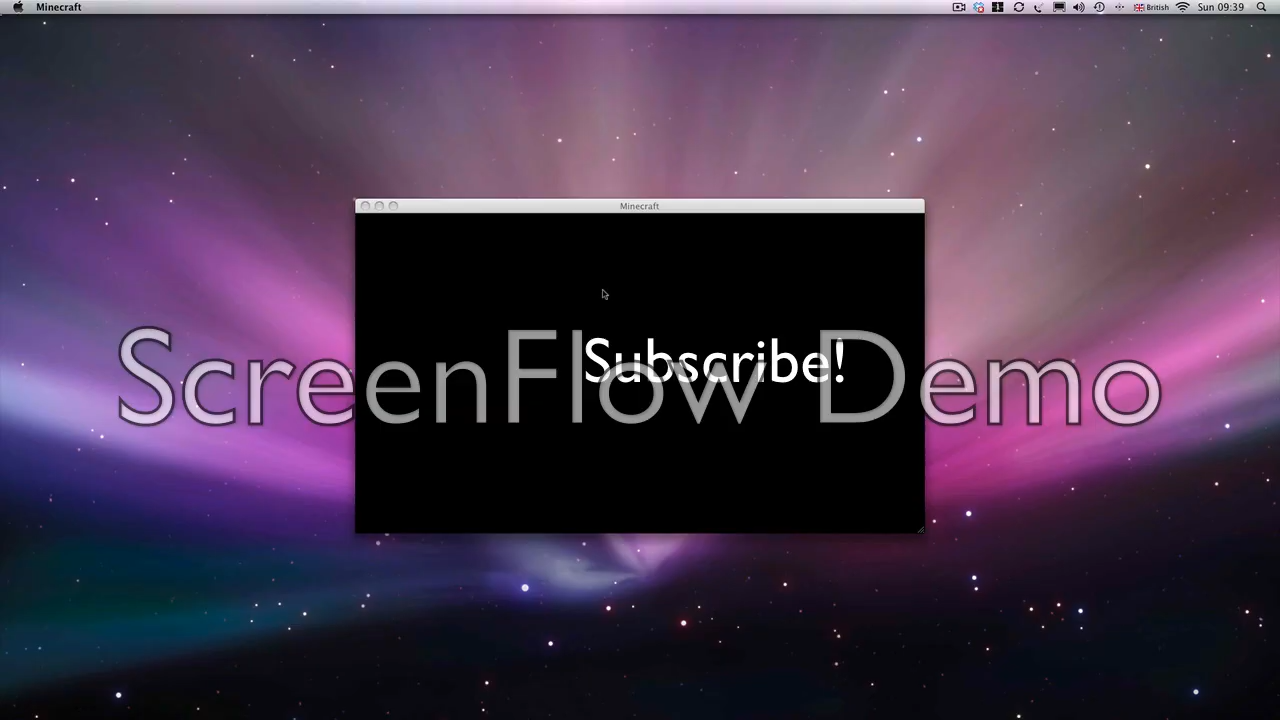 Minecraft
British
Sun 09:39
Minecraft
Subscribe!
ScreenFlow Demo